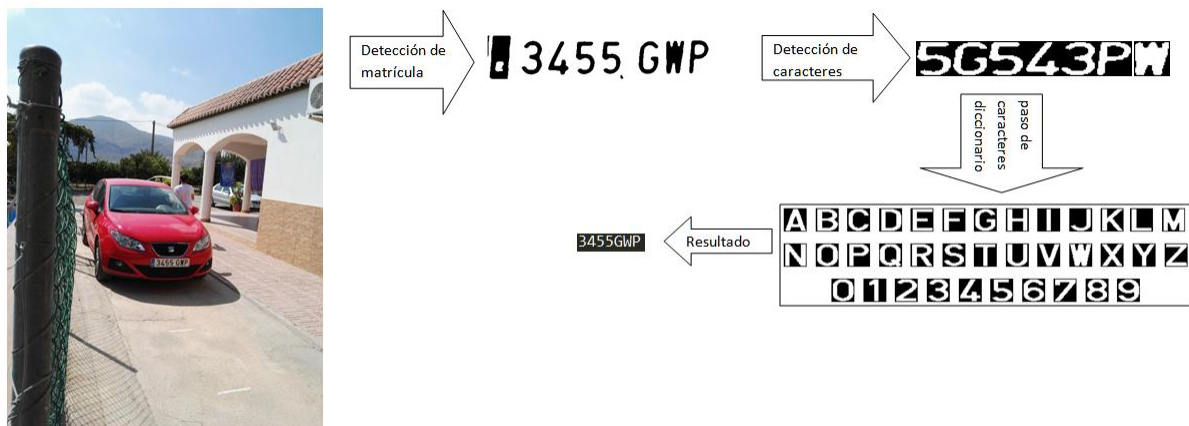 Detección de
matrícula
3455 GWP
Detección de
caracteres
5G543PW
paso de
caracteres
diccionario
ABCDEFGHIJKLM
NOPQRSTUVWXYZ
0123456789
Resultado
3455GWP
3455 GWP